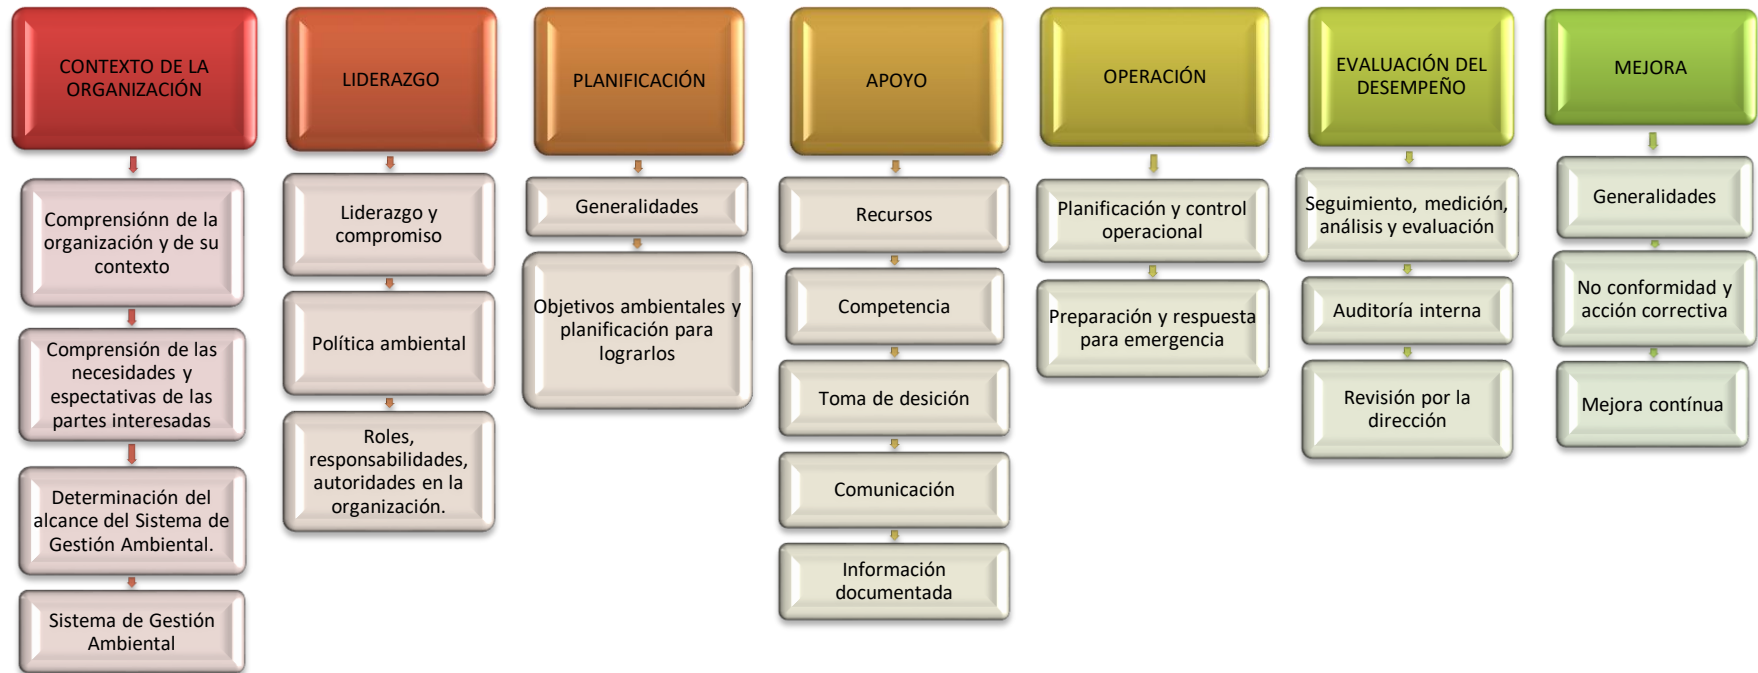 CONTEXTO DE LA
ORGANIZACIÓN
Comprensiónn de la
organización y de su
contexto
Comprensión de las
necesidades y
espectativas de las
partes interesadas
Determinación del
alcance del Sistema de
Gestión Ambiental.
Sistema de Gestión
Ambiental
LIDERAZGO
Liderazgo y
compromiso
Política ambiental
Roles,
responsabilidades,
autoridades en la
organización.
PLANIFICACIÓN
Generalidades
Objetivos ambientales y
planificación para
lograrlos
APOYO
Recursos
Competencia
Toma de desición
Comunicación
Información
documentada
OPERACIÓN
Planificación y control
operacional
Preparación y respuesta
para emergencia
EVALUACIÓN DEL
DESEMPEÑO
Seguimiento, medición,
análisis y evaluación
Auditoría interna
Revisión por la
dirección
MEJORA
Generalidades
No conformidad y
acción correctiva
Mejora contínua